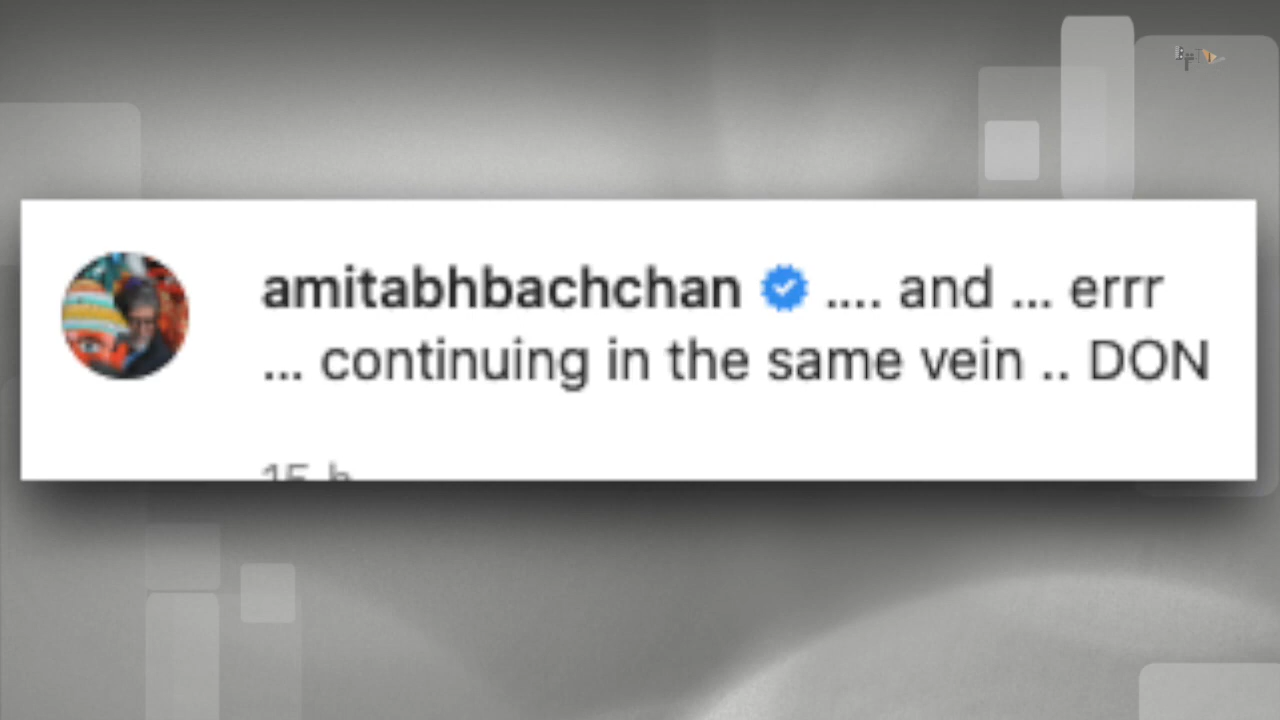 amitabhbachchan .... and ... errr
... continuing in the same vein .. DON